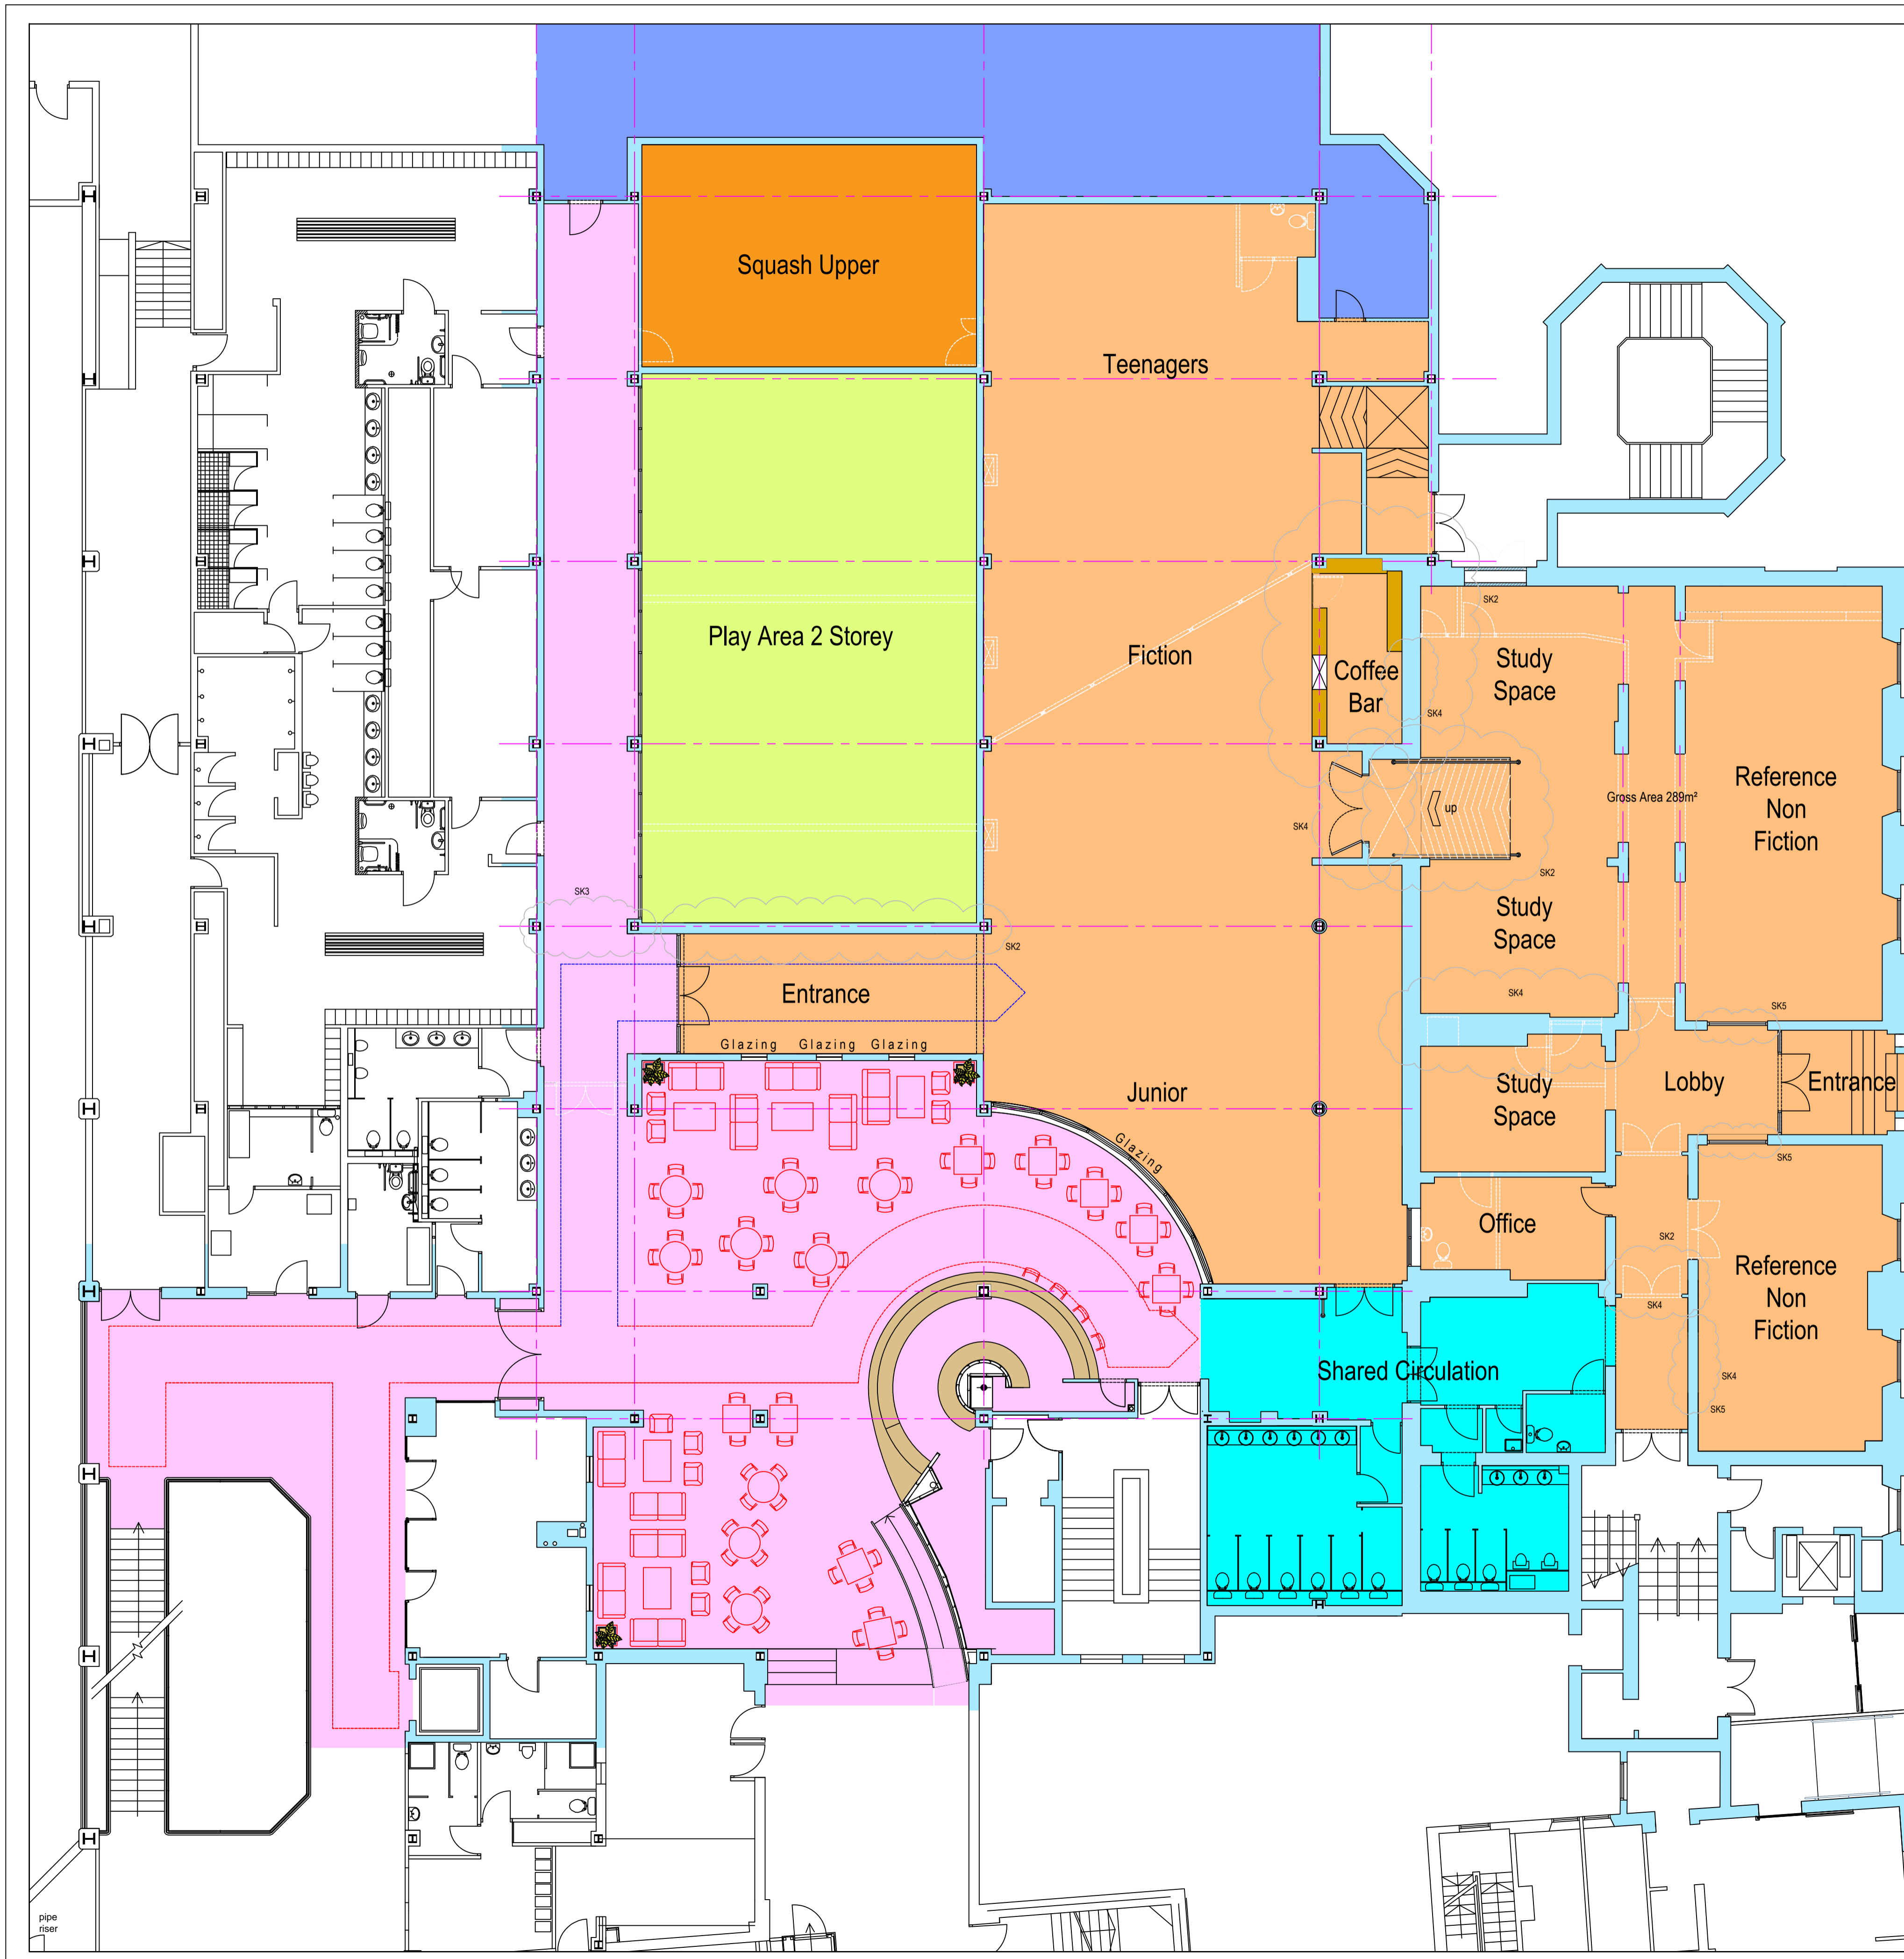 Squash Upper
Teenagers
Play Area 2 Storey
Fiction
Coffee
Bar
Study
Space
SK2
SK4
Reference
Non
Fiction
Gross Area 289m²
up
SK4
SK2
SK3
Study
Space
SK2
Entrance
SK4
SK5
Glazing
Glazing
Glazing
Junior
Study
Space
Lobby
Entrance
Glazing
SK5
Office
SK2
Reference
Non
Fiction
SK4
Shared Circulation
SK4
SK5
pipe
riser